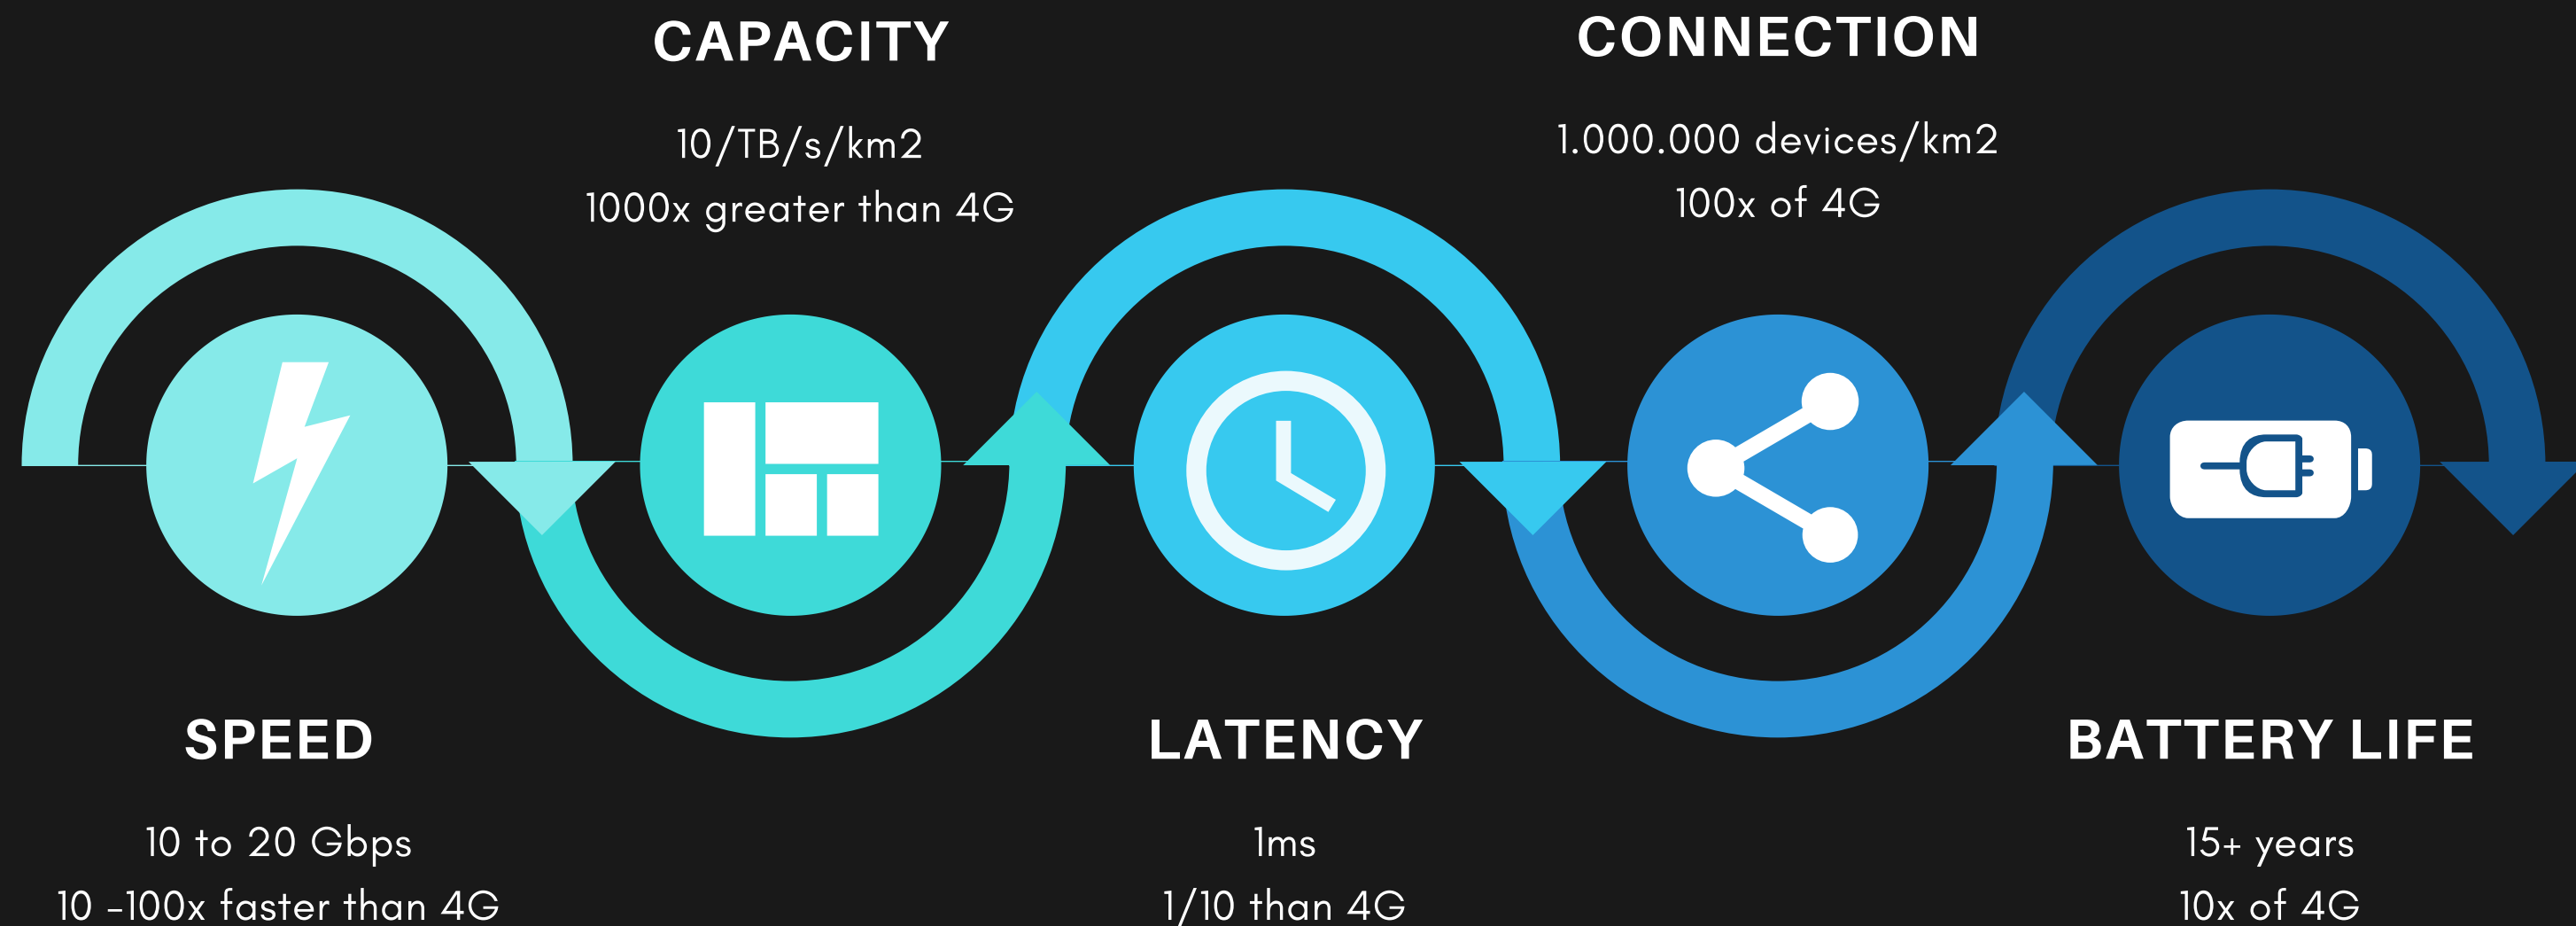 CAPACITY
10/TB/s/km2
1000x greater than 4G
CONNECTION
1.000.000 devices/km2
100x of 4G
SPEED
10 to 20 Gbps
10 -100x faster than 4G
LATENCY
1ms
1/10 than 4G
BATTERY LIFE
15+ years
10x of 4G